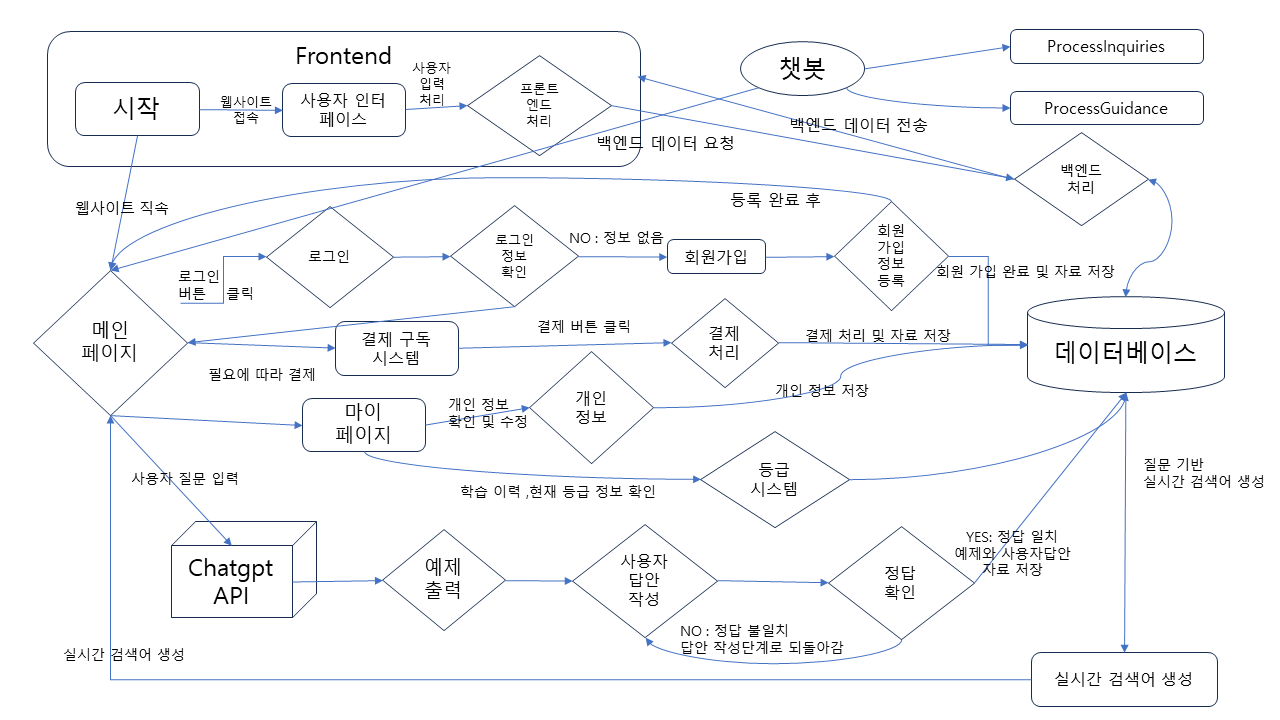 Frontend
시작
웹사이트
접속
사용자 인터
페이스
사용자
입력
처리
프론트
엔드
처리
챗봇
ProcessInquiries
ProcessGuidance
백엔드 데이터 전송
백엔드 데이터 요청
백엔드
처리
웹사이트 직속
등록 완료 후
로그인
버튼 클릭
로그인
로그인
정보
확인
NO : 정보 없음
회원가입
회원
가입
정보
등록
회원 가입 완료 및 자료 저장
메인
페이지
결제 구독
시스템
결제 버튼 클릭
결제
처리
결제 처리 및 자료 저장
데이터베이스
필요에 따라 결제
마이
페이지
개인 정보
확인 및 수정
개인
정보
개인 정보 저장
사용자 질문 입력
학습 이력 ,현재 등급 정보 확인
등급
시스템
질문 기반
실시간 검색어 생성
Chatgpt
API
예제
출력
사용자
답안
작성
정답
확인
YES: 정답 일치
예제와 사용자답안
자료 저장
NO : 정답 불일치
답안 작성단계로 되돌아감
실시간 검색어 생성
실시간 검색어 생성